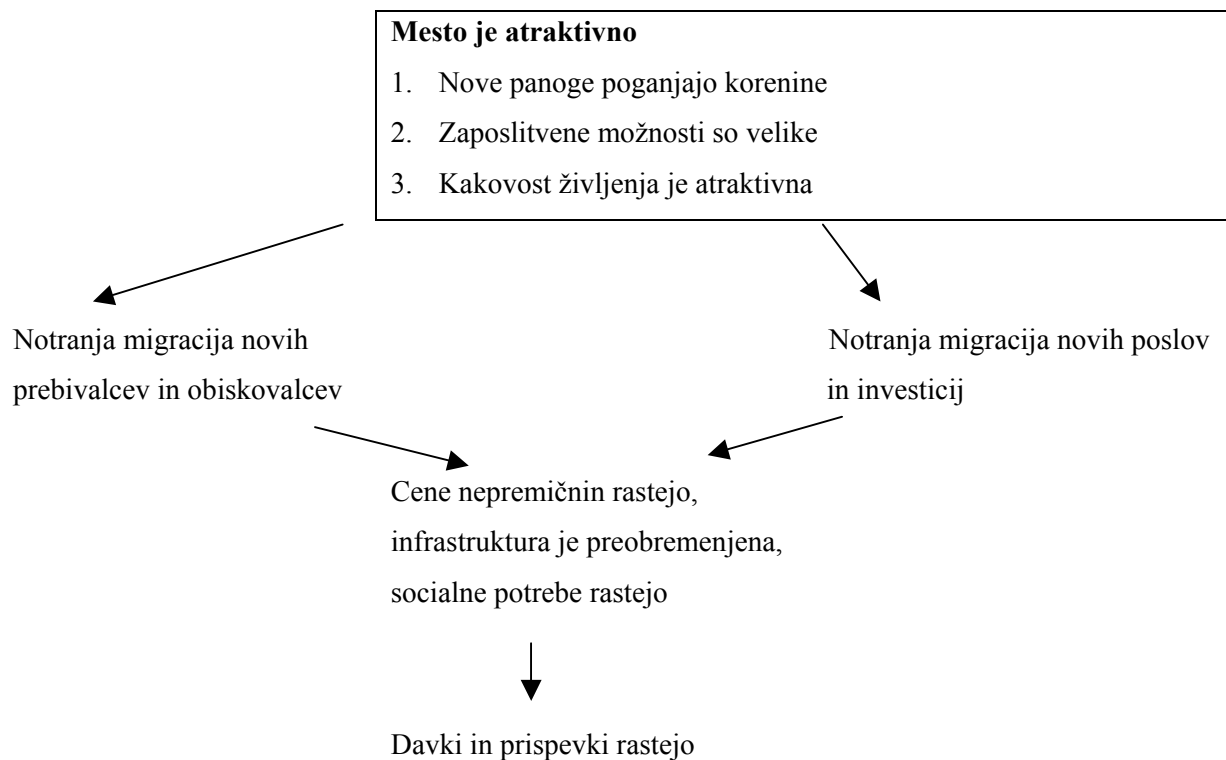 Mesto je atraktivno
1. Nove panoge poganjajo korenine
2. Zaposlitvene možnosti so velike
3. Kakovost življenja je atraktivna
Notranja migracija novih
prebivalcev in obiskovalcev
Notranja migracija novih poslov
in investicij
Cene nepremičnin rastejo,
infrastruktura je preobremenjena,
socialne potrebe rastejo
Davki in prispevki rastejo